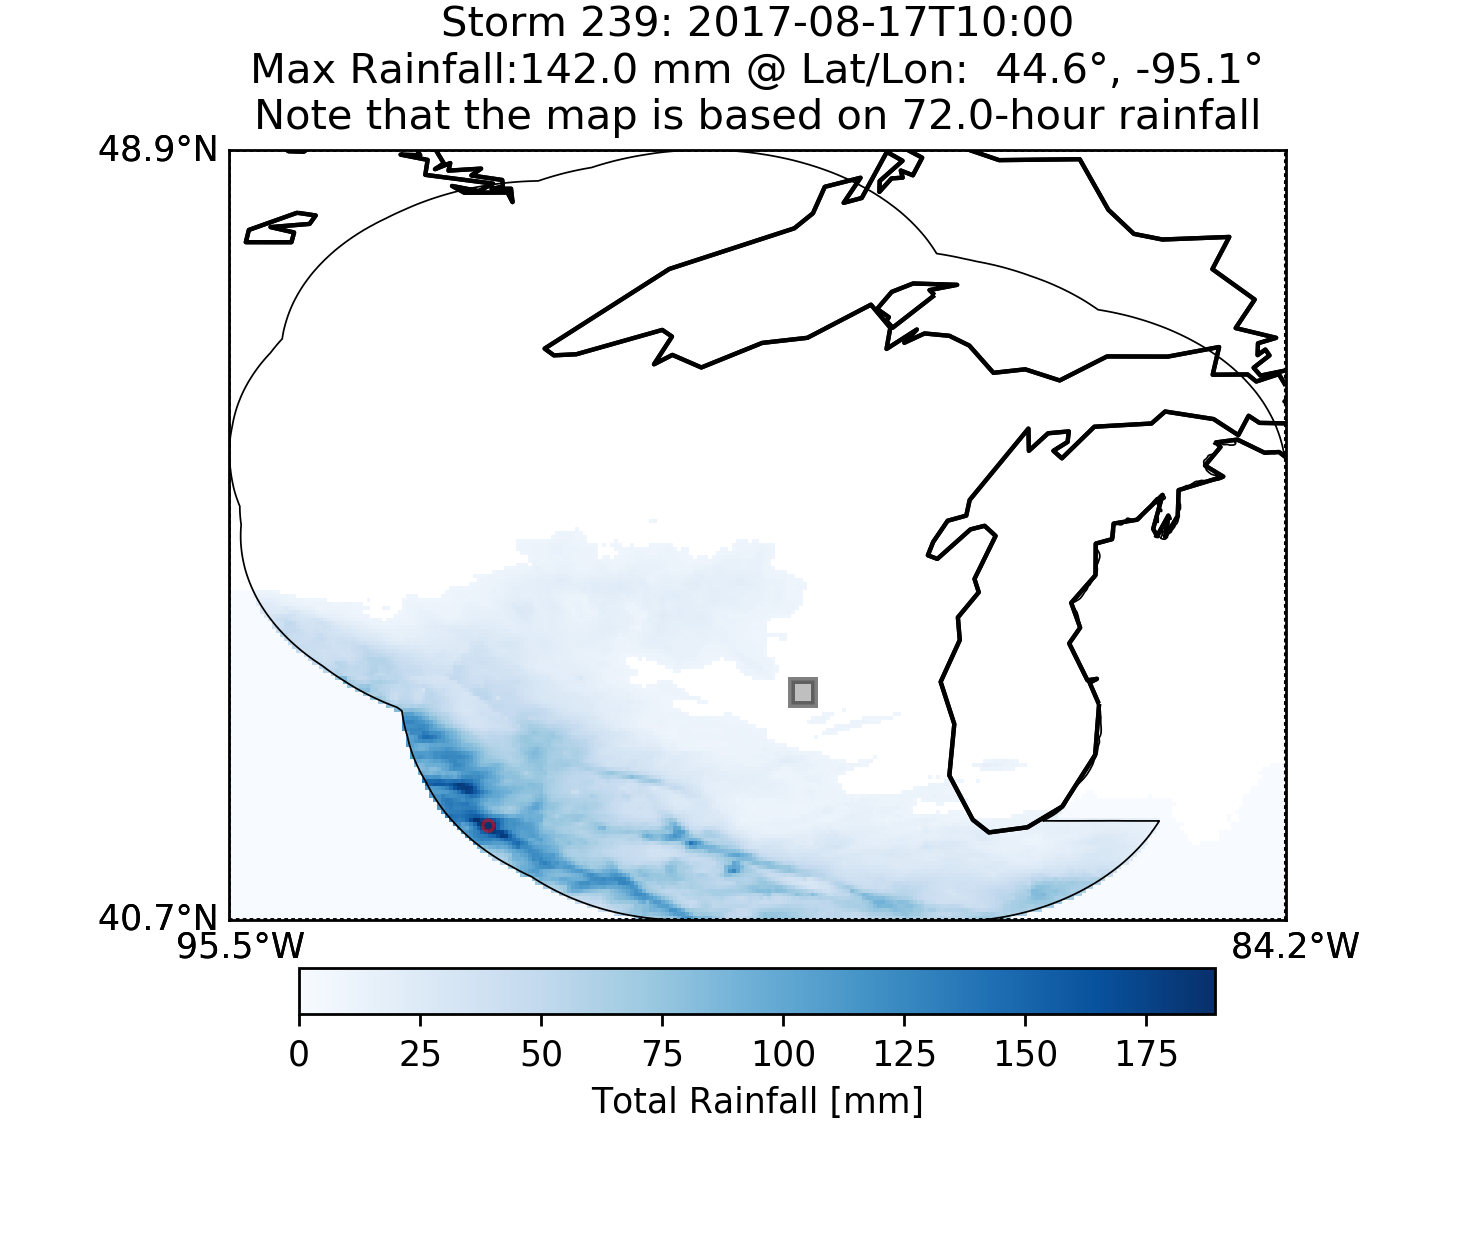 Storm 239: 2017-08-17T10:00
Max Rainfall:142.0 mm @ Lat/Lon:  44.6°, -95.1°
Note that the map is based on 72.0-hour rainfall
48.9°N
40.7°N
95.5°W 84.2°W
0 25 50 75 100 125 150 175
Total Rainfall [mm]